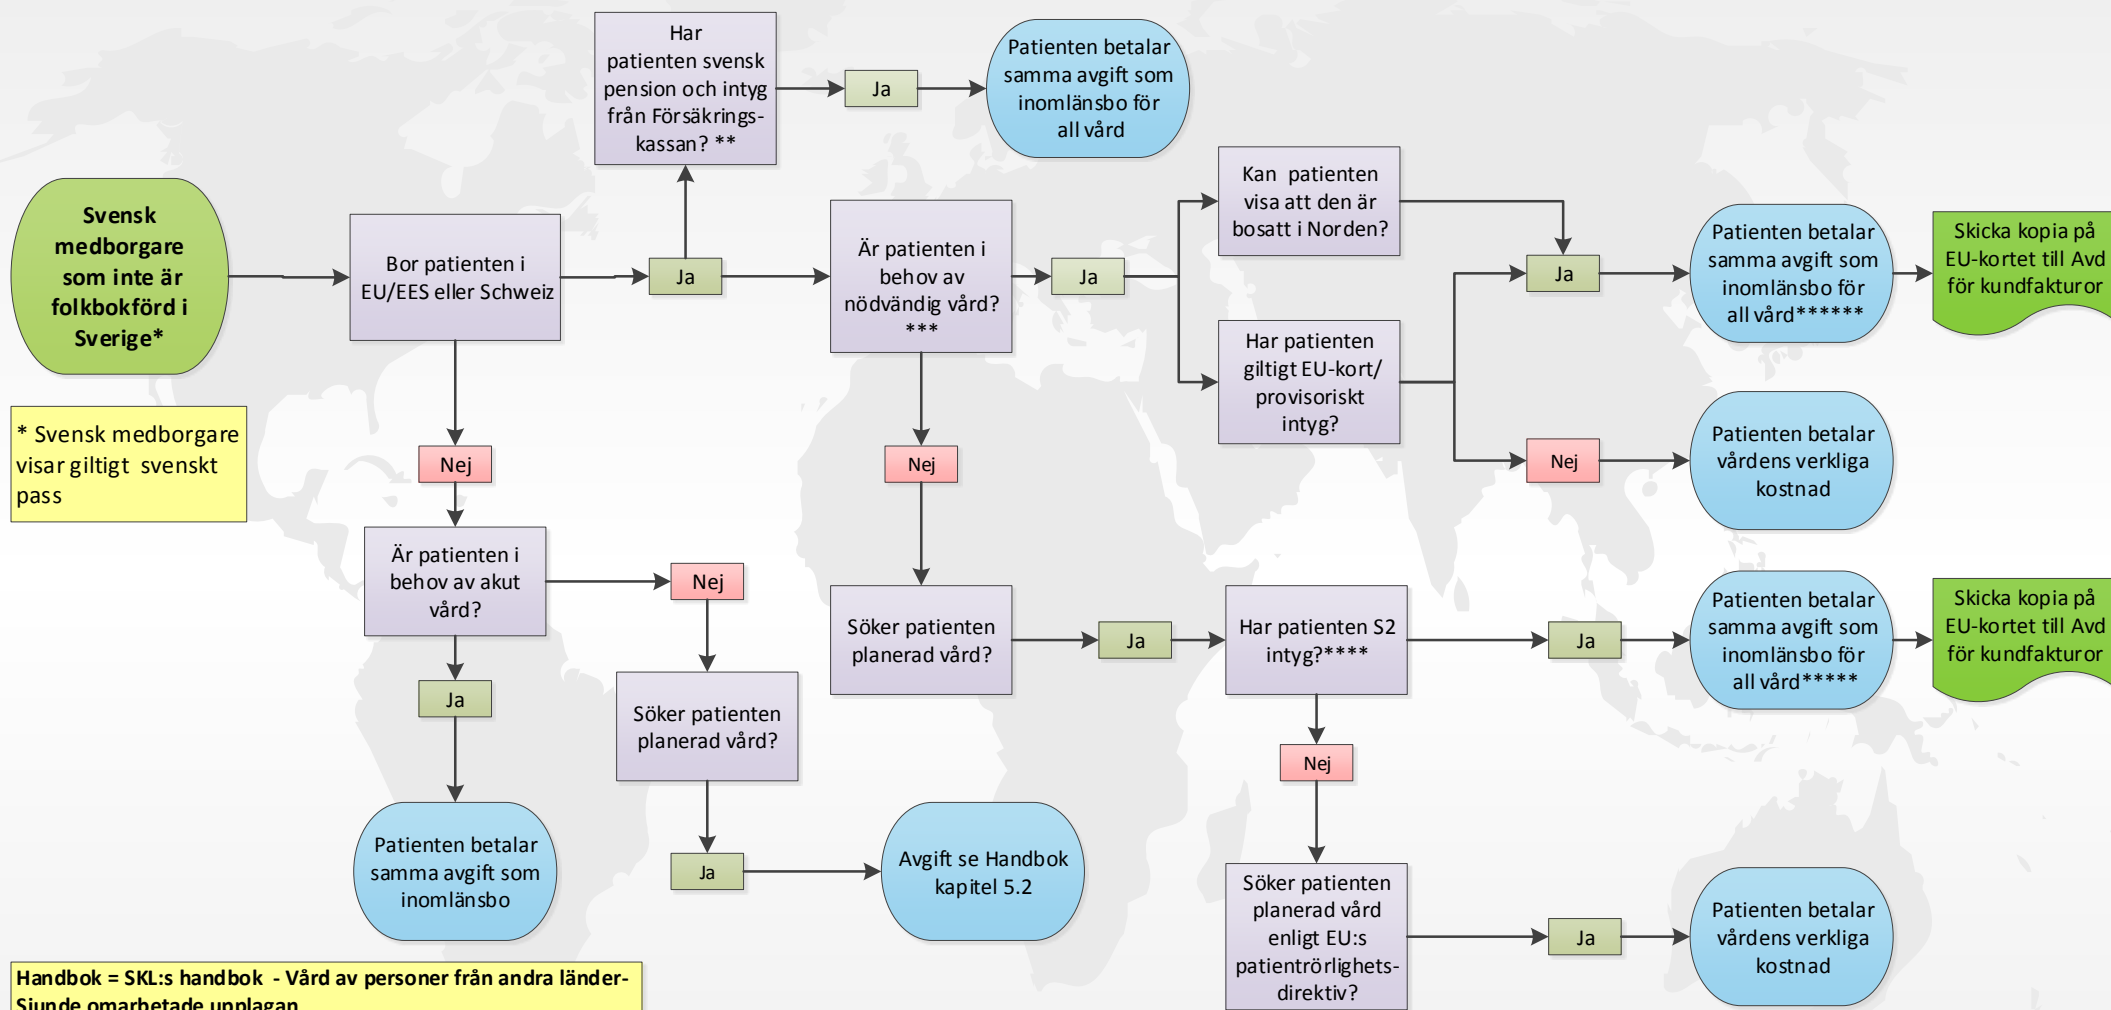 Har
patienten svensk
pension och intyg
från Försäkrings-
kassan? **
Ja
Patienten betalar
samma avgift som
inomlänsbo för
all vård
Svensk
medborgare
som inte är
folkbokförd i
Sverige*
Bor patienten i
EU/EES eller Schweiz
Ja
Är patienten i
behov av
nödvändig vård?
***
Ja
Kan patienten
visa att den är
bosatt i Norden?
Har patienten
giltigt EU-kort/
provisoriskt
intyg?
Ja
Patienten betalar
samma avgift som
inomlänsbo för
all vård******
Skicka kopia på
EU-kortet till Avd
för kundfakturor
Nej
Patienten betalar
vårdens verkliga
kostnad
* Svensk medborgare
visar giltigt svenskt
pass
Nej
Är patienten i
behov av akut
vård?
Nej
Ja
Patienten betalar
samma avgift som
inomlänsbo
Söker patienten
planerad vård?
Ja
Avgift se Handbok
kapitel 5.2
Nej
Söker patienten
planerad vård?
Ja
Har patienten S2
intyg?****
Ja
Patienten betalar
samma avgift som
inomlänsbo för
all vård*****
Skicka kopia på
EU-kortet till Avd
för kundfakturor
Nej
Söker patienten
planerad vård
enligt EU:s
patientrörlighets-
direktiv?
Ja
Patienten betalar
vårdens verkliga
kostnad
Handbok = SKL:s handbok - Vård av personer från andra länder-
Sjunde omarbetade upplagan